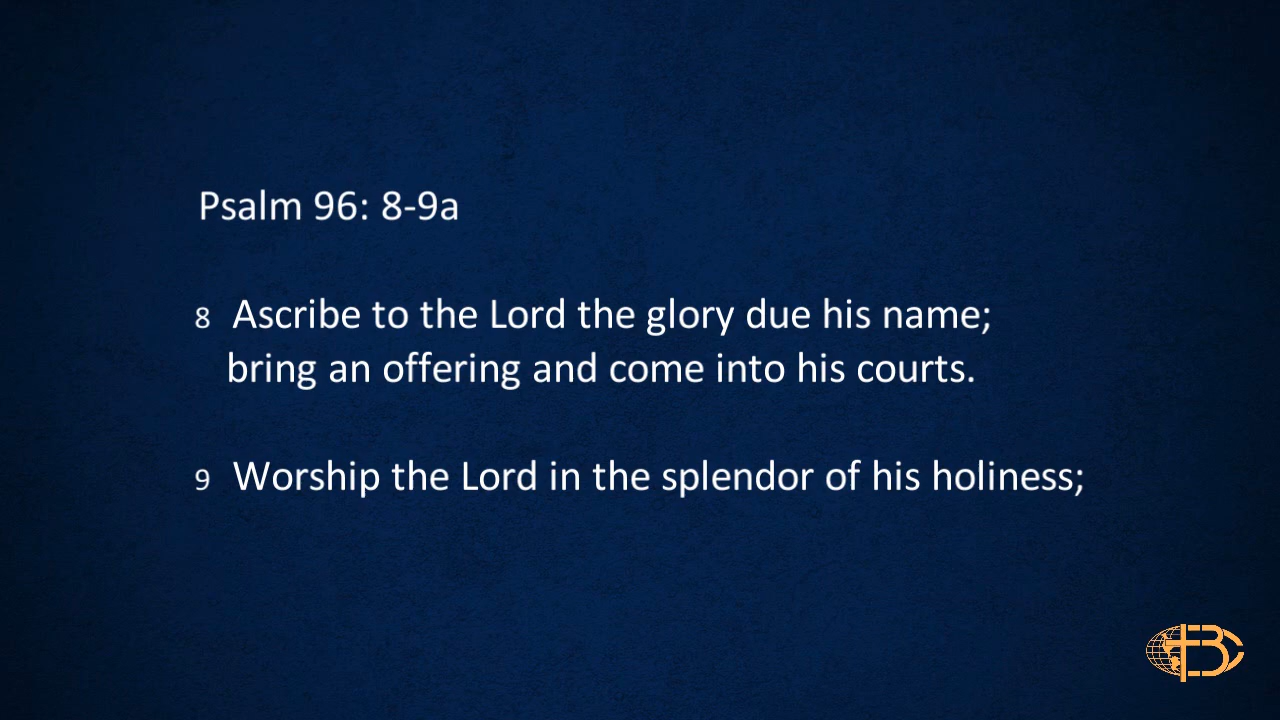 Psalm 96: 8-9a
8 Ascribe to the Lord the glory due his name;
bring an offering and come into his courts.
9 Worship the Lord in the splendor of his holiness;